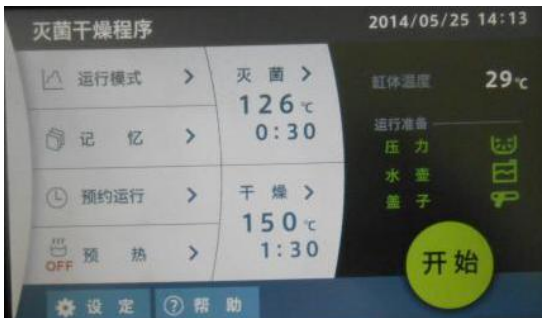 灭菌干燥程序
2014/05/25 14:13
运行模式
记 忆
预约运行
OFF 预 热
灭 菌
126℃
0:30
干 燥
150℃
1:30
缸体温度 29℃
运行准备
压 力
水 壶
盖 子
开始
设 定
? 帮 助